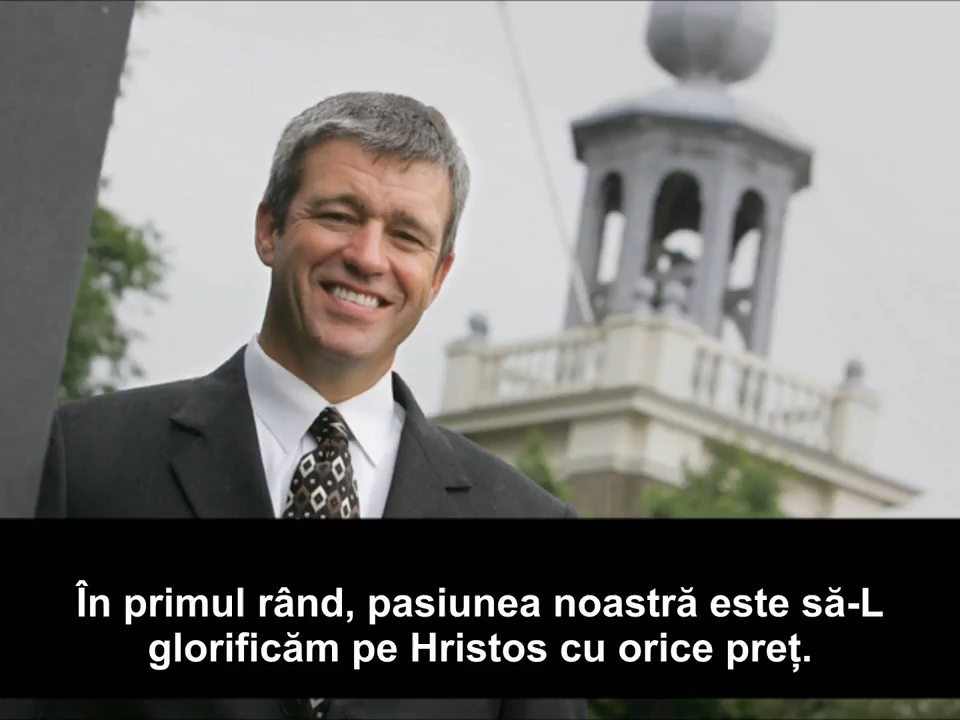 În primul rând, pasiunea noastră este să-L
glorificăm pe Hristos cu orice preț.